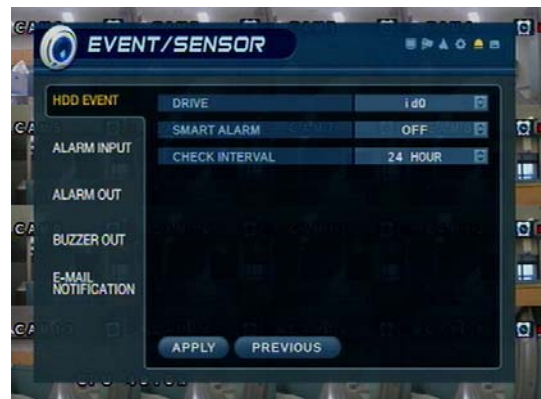 EVENT/SENSOR
HDD EVENT
DRIVE id0
SMART ALARM OFF
CHECK INTERVAL 24 HOUR
ALARM INPUT
ALARM OUT
BUZZER OUT
E-MAIL
NOTIFICATION
APPLY PREVIOUS